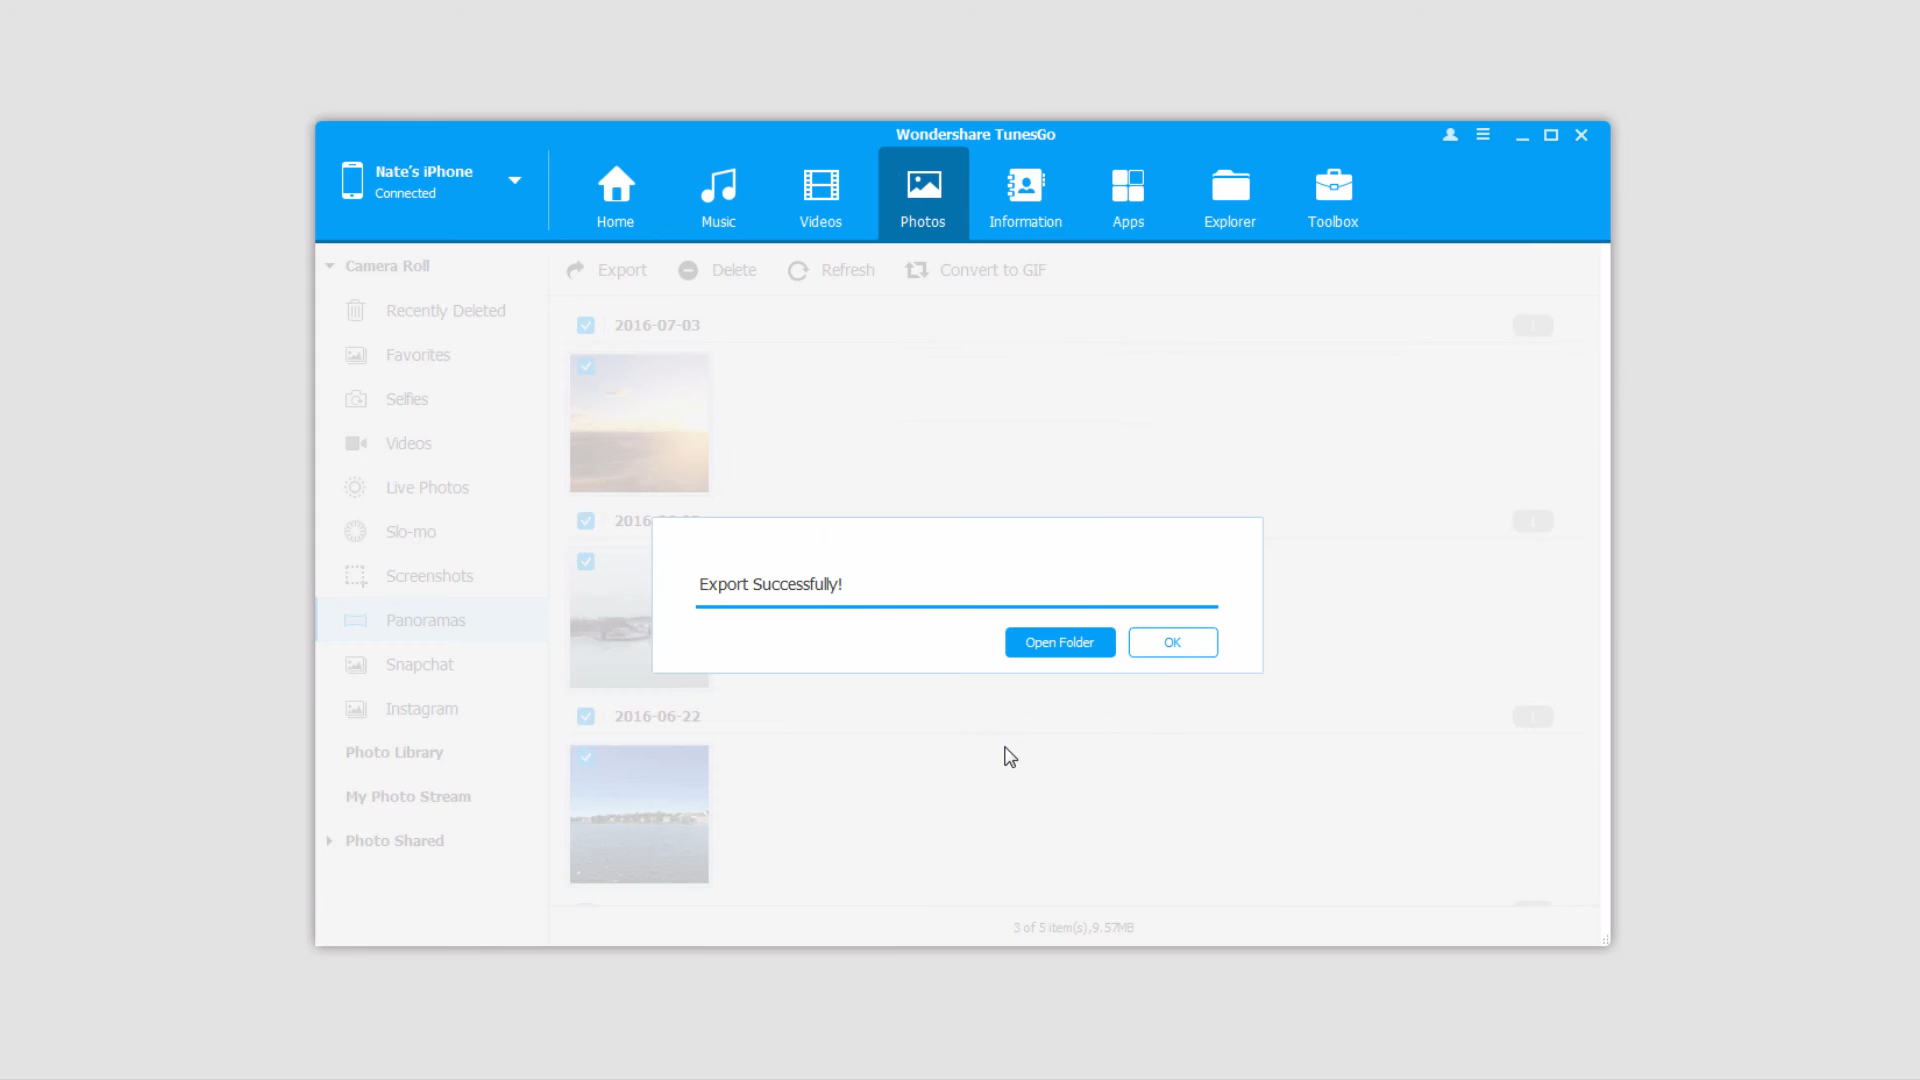 Wondershare TunesGo
Nate's iPhone
Connected
Home
Music
Videos
Photos
Information
Apps
Explorer
Toolbox
Camera Roll
Recently Deleted
Favorites
Selfies
Videos
Live Photos
Slo-mo
Screenshots
Panoramas
Snapchat
Instagram
Photo Library
My Photo Stream
Photo Shared
Export
Delete
Refresh
Convert to GIF
2016-07-03
2016
Export Successfully!
Open Folder
OK
2016-06-22
3 of 5 item(s),9.57MB